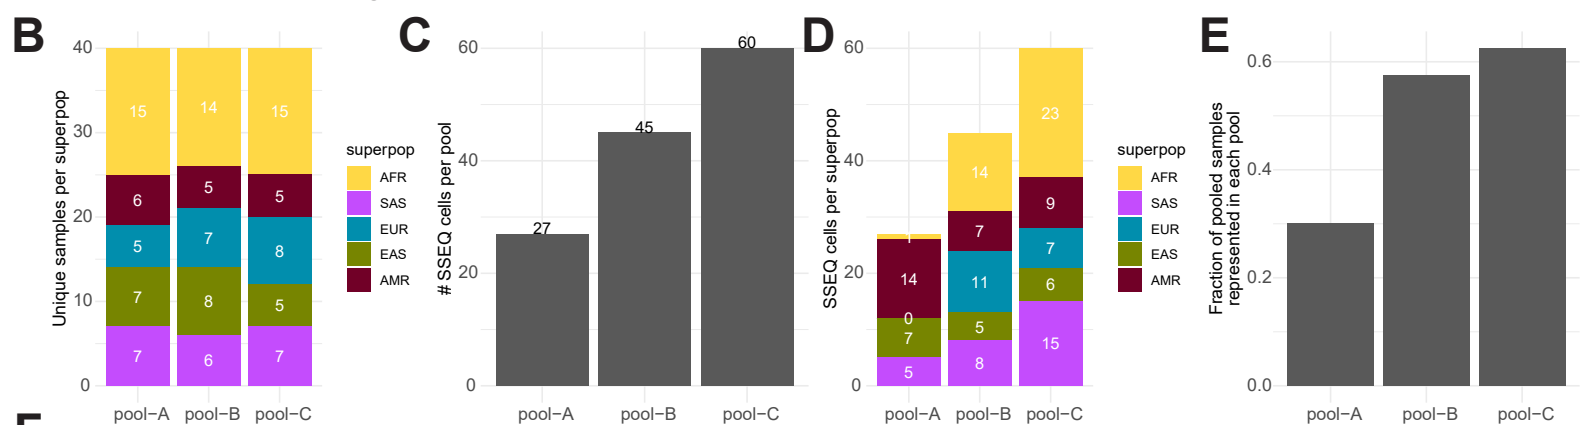 B
Unique samples per superpop
40
30
20
10
0
15
14
15
6
5
5
5
7
8
7
8
5
7
6
7
pool−A
pool−B
pool−C
superpop
AFR
SAS
EUR
EAS
AMR
C
# SSEQ cells per pool
60
40
20
0
27
45
60
pool−A
pool−B
pool−C
D
SSEQ cells per superpop
60
40
20
0
1
14
23
14
7
9
0
11
7
7
5
6
5
8
15
pool−A
pool−B
pool−C
superpop
AFR
SAS
EUR
EAS
AMR
E
Fraction of pooled samples
represented in each pool
0.6
0.4
0.2
0.0
pool−A
pool−B
pool−C